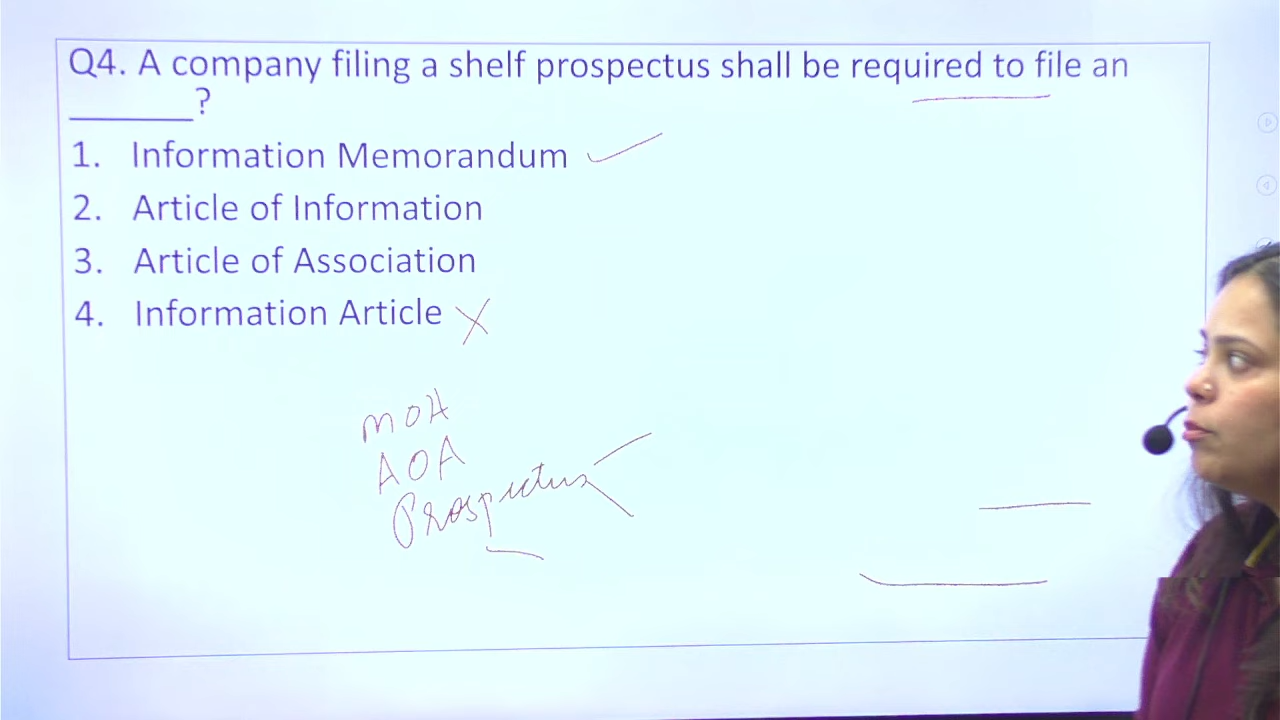 Q4. A company filing a shelf prospectus shall be required to file an
______?
1. Information Memorandum
2. Article of Information
3. Article of Association
4. Information Article
MOA
AOA
Prospectus